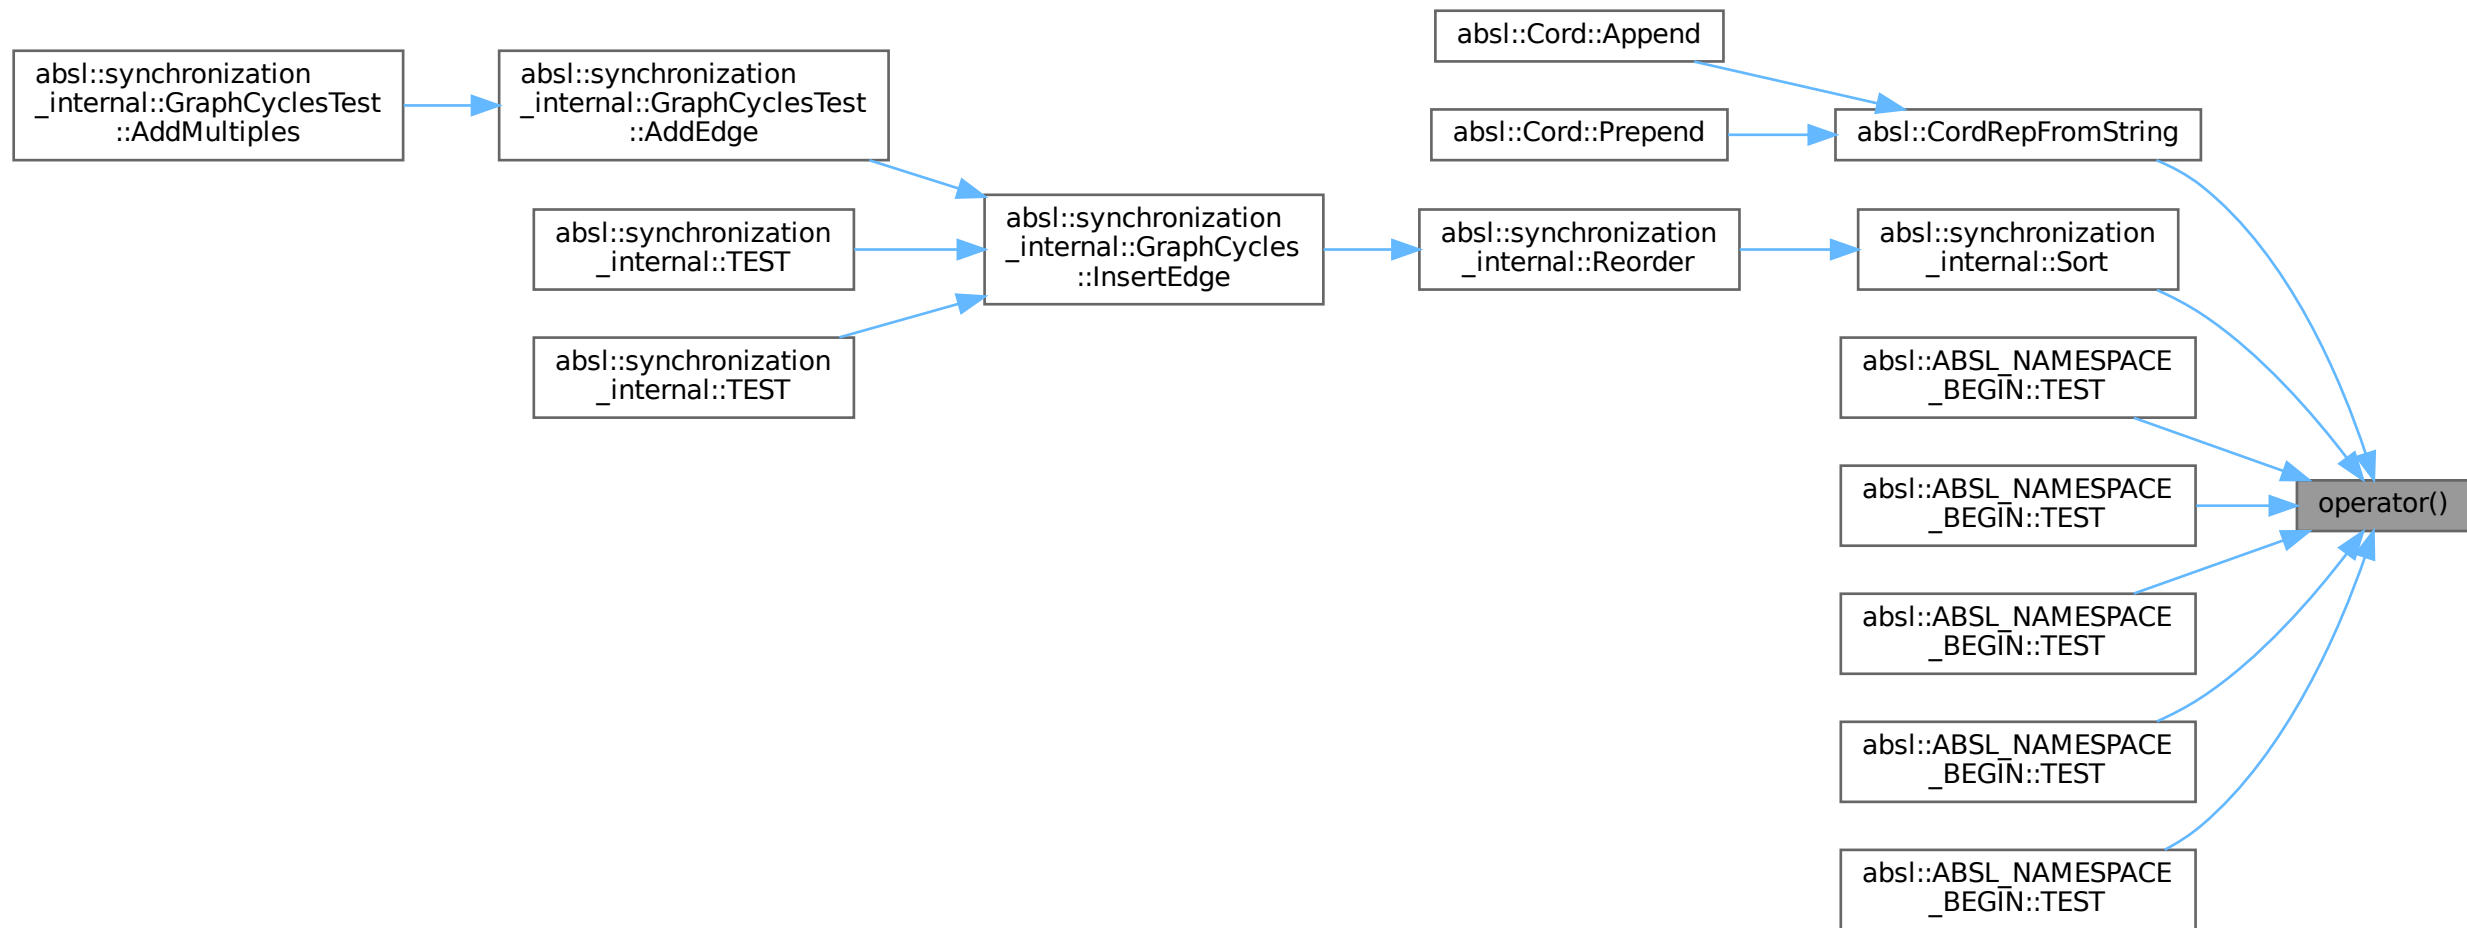 absl::Cord::Append
absl::synchronization
_internal::GraphCyclesTest
::AddMultiples
absl::synchronization
_internal::GraphCyclesTest
::AddEdge
absl::Cord::Prepend
absl::CordRepFromString
absl::synchronization
_internal::TEST
absl::synchronization
_internal::GraphCycles
::InsertEdge
absl::synchronization
_internal::Reorder
absl::synchronization
_internal::Sort
absl::synchronization
_internal::TEST
absl::ABSL_NAMESPACE
_BEGIN::TEST
absl::ABSL_NAMESPACE
_BEGIN::TEST
operator()
absl::ABSL_NAMESPACE
_BEGIN::TEST
absl::ABSL_NAMESPACE
_BEGIN::TEST
absl::ABSL_NAMESPACE
_BEGIN::TEST